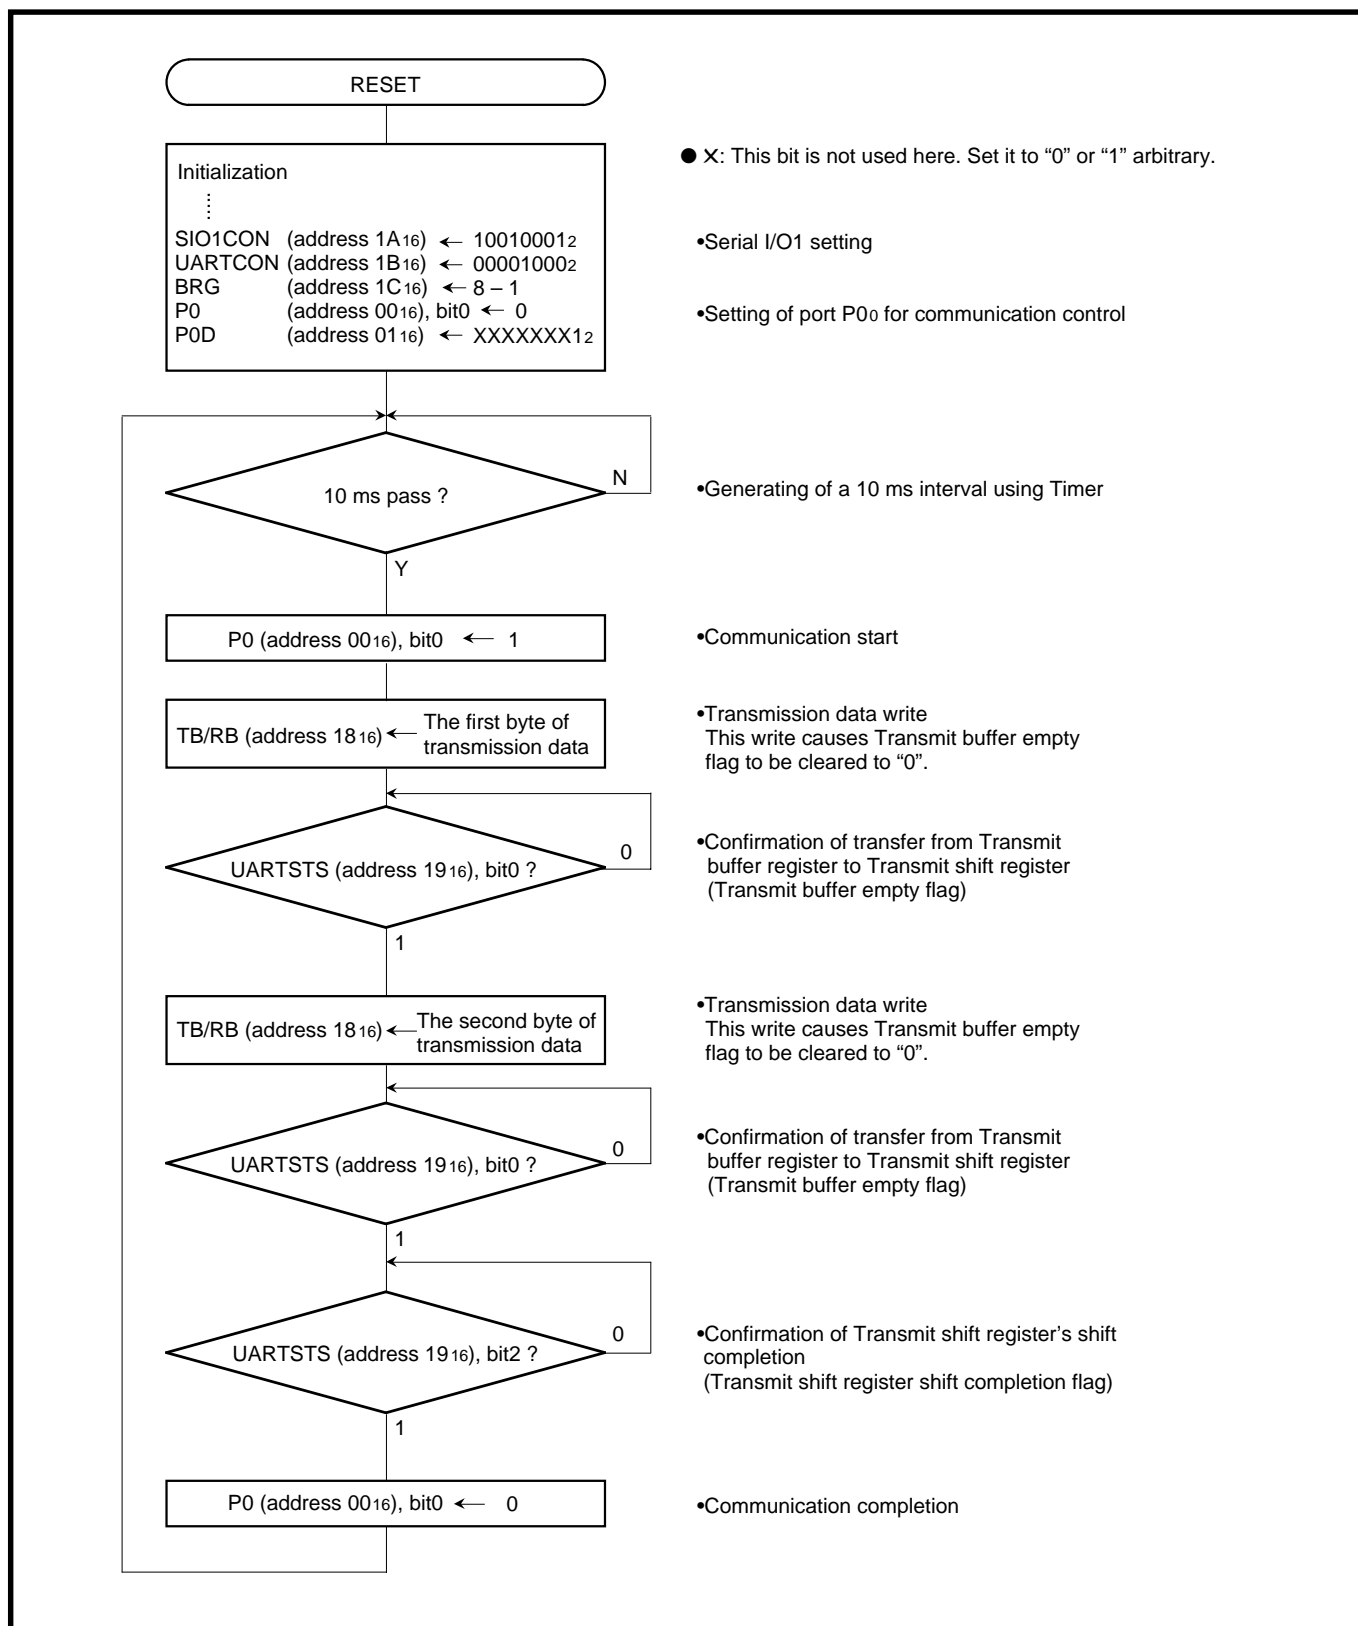 RESET
● X: This bit is not used here. Set it to “0” or “1” arbitrary.
Initialization
SIO1CON (address 1A16) ← 100100012 •Serial I/O1 setting
UARTCON (address 1B16) ← 000010002
BRG (address 1C16) ← 8 – 1
P0 (address 0016), bit0 ← 0 •Setting of port P00 for communication control
P0D (address 0116) ← XXXXXXX12
10 ms pass ?
N
•Generating of a 10 ms interval using Timer
Y
P0 (address 0016), bit0 ← 1
•Communication start
TB/RB (address 1816) ← The first byte of
transmission data
•Transmission data write
This write causes Transmit buffer empty
flag to be cleared to “0”.
UARTSTS (address 1916), bit0 ?
0
•Confirmation of transfer from Transmit
buffer register to Transmit shift register
(Transmit buffer empty flag)
1
TB/RB (address 1816) ← The second byte of
transmission data
•Transmission data write
This write causes Transmit buffer empty
flag to be cleared to “0”.
UARTSTS (address 1916), bit0 ?
0
•Confirmation of transfer from Transmit
buffer register to Transmit shift register
(Transmit buffer empty flag)
1
UARTSTS (address 1916), bit2 ?
0
•Confirmation of Transmit shift register’s shift
completion
(Transmit shift register shift completion flag)
1
P0 (address 0016), bit0 ← 0
•Communication completion